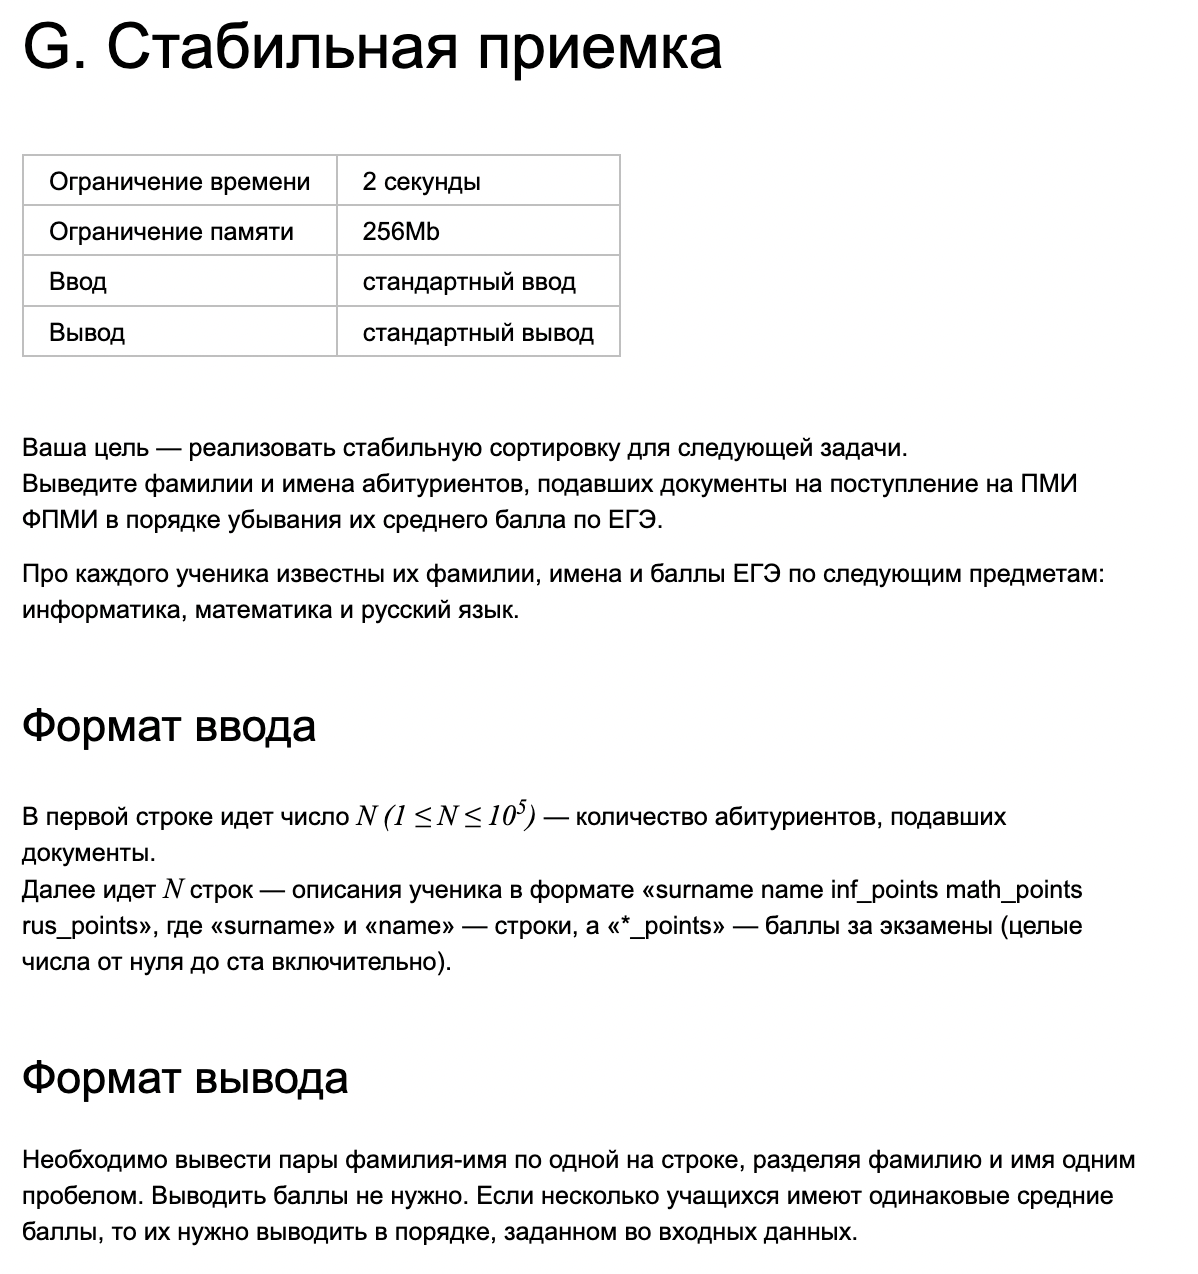 G. Стабильная приемка
Ограничение времени 2 секунды
Ограничение памяти 256Mb
Ввод стандартный ввод
Вывод стандартный вывод
Ваша цель — реализовать стабильную сортировку для следующей задачи.
Выведите фамилии и имена абитуриентов, подавших документы на поступление на ПМИ
ФПМИ в порядке убывания их среднего балла по ЕГЭ.
Про каждого ученика известны их фамилии, имена и баллы ЕГЭ по следующим предметам:
информатика, математика и русский язык.
Формат ввода
В первой строке идет число N (1 ≤ N ≤ 10⁵) — количество абитуриентов, подавших
документы.
Далее идет N строк — описания ученика в формате «surname name inf_points math_points
rus_points», где «surname» и «name» — строки, а «*_points» — баллы за экзамены (целые
числа от нуля до ста включительно).
Формат вывода
Необходимо вывести пары фамилия-имя по одной на строке, разделяя фамилию и имя одним
пробелом. Выводить баллы не нужно. Если несколько учащихся имеют одинаковые средние
баллы, то их нужно выводить в порядке, заданном во входных данных.